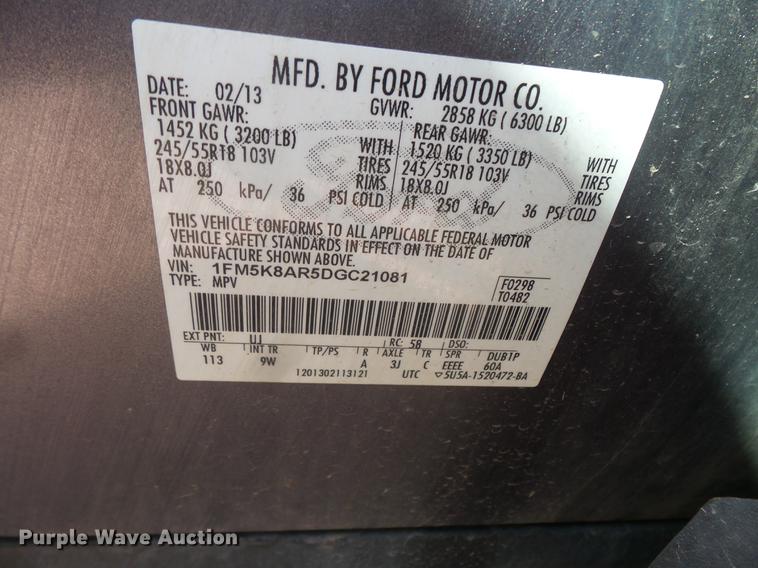 MFD. BY FORD MOTOR CO.
DATE: 02/13 GVWR: 2858 KG ( 6300 LB)
FRONT GAWR: REAR GAWR:
1452 KG ( 3200 LB) WITH 1520 KG ( 3350 LB) WITH
245/55R18 103V TIRES 245/55R18 103V TIRES
18X8.0J RIMS 18X8.0J RIMS
AT 250 kPa/ 36 PSI COLD AT 250 kPa/ 36 PSI COLD
THIS VEHICLE CONFORMS TO ALL APPLICABLE FEDERAL MOTOR
VEHICLE SAFETY STANDARDS IN EFFECT ON THE DATE OF
MANUFACTURE SHOWN ABOVE.
VIN: 1FM5K8AR5DGC21081 F0298
TYPE: MPV T0482
EXT PNT: UJ RC: 58 DSO:
WB INT TR TP/PS R AXLE TR SPR DUB1P
113 9W A 3J C EEEE 60A
1201302113121 UTC ▽5U5A-1520472-BA
Purple Wave Auction